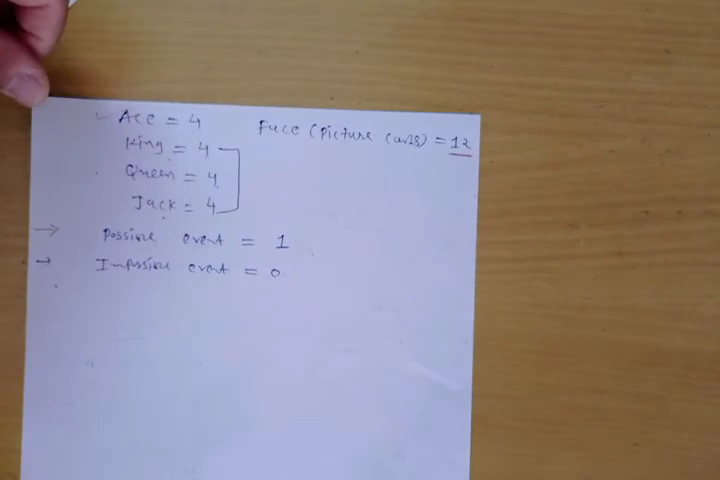 Ace = 4
Face (picture cards) = 12
King = 4
Queen = 4
Jack = 4
→ Possible event = 1
→ Impossible event = 0